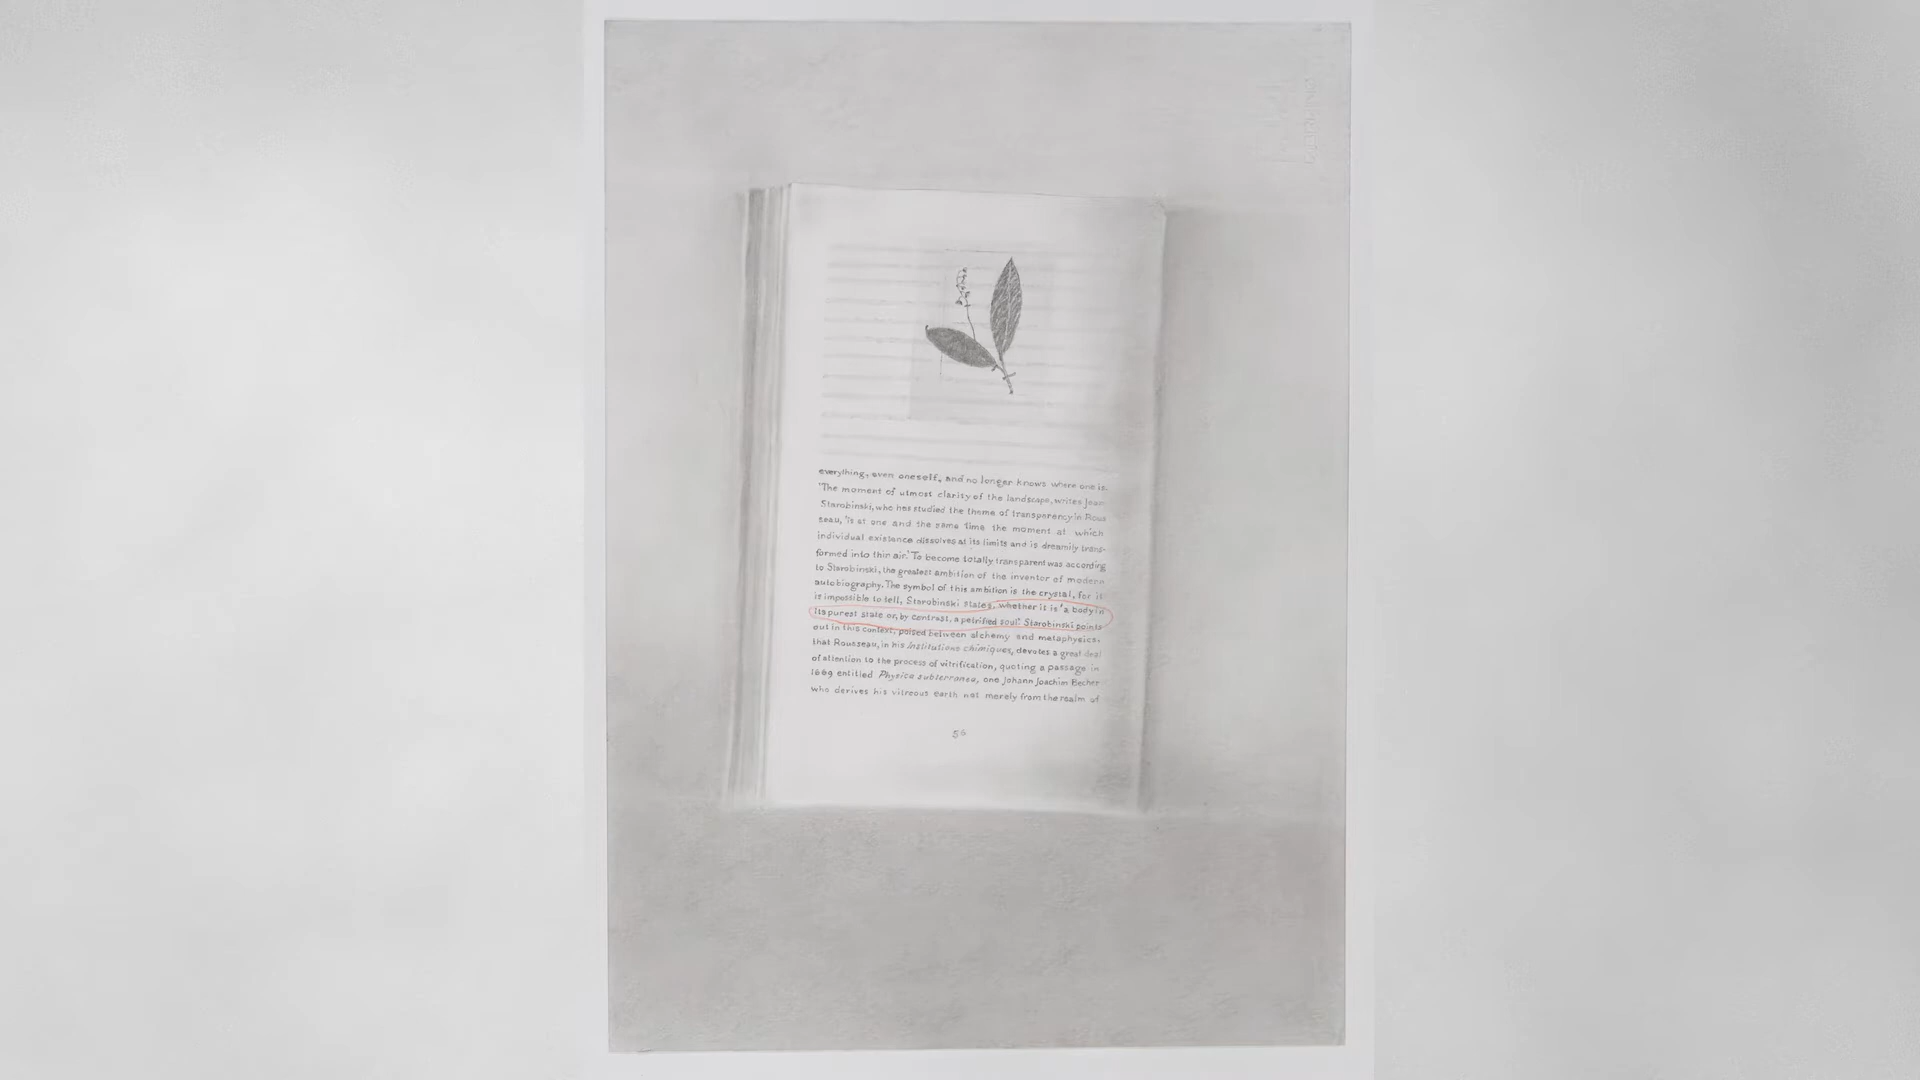 everything, even oneself, and no longer knows where one is.
'The moment of utmost clarity of the landscape, writes Jean
Starobinski, who has studied the theme of transparency in Rous
seau, 'is at one and the same time the moment at which
individual existence dissolves at its limits and is dreamily trans-
formed into thin air.' To become totally transparent was according
to Starobinski, the greatest ambition of the inventor of modern
autobiography. The symbol of this ambition is the crystal, for it
is impossible to tell, Starobinski states, whether it is 'a body in
its purest state or, by contrast, a petrified soul'. Starobinski points
out in this context, poised between alchemy and metaphysics,
that Rousseau, in his Institutions chimiques, devotes a great deal
of attention to the process of vitrification, quoting a passage in
1669 entitled Physica subterranea, one Johann Joachim Becher
who derives his vitreous earth not merely from the realm of
56